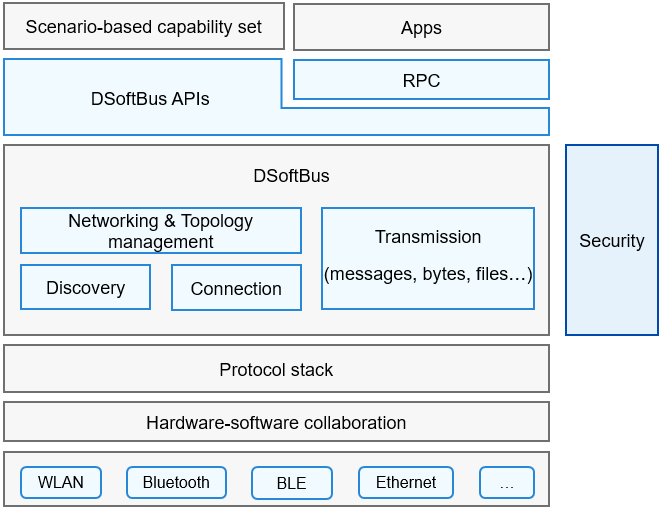 Scenario-based capability set
Apps
DSoftBus APIs
RPC
DSoftBus
Networking & Topology
management
Transmission
(messages, bytes, files…)
Discovery
Connection
Security
Protocol stack
Hardware-software collaboration
WLAN
Bluetooth
BLE
Ethernet
…